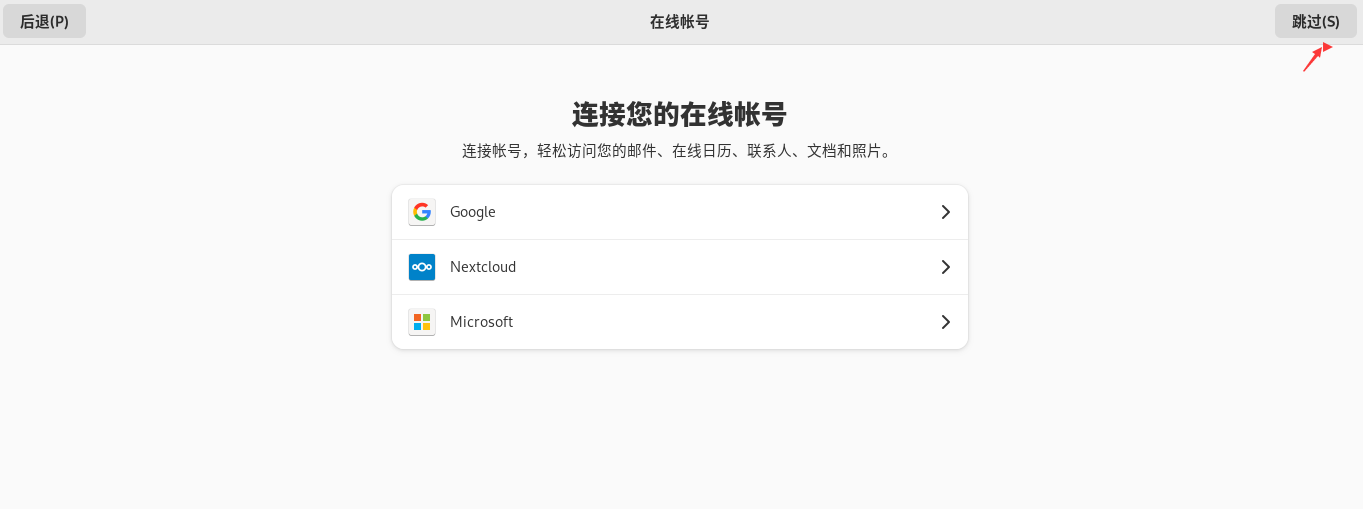 后退(P)
在线帐号
跳过(S)
连接您的在线帐号
连接帐号，轻松访问您的邮件、在线日历、联系人、文档和照片。
Google
Nextcloud
Microsoft